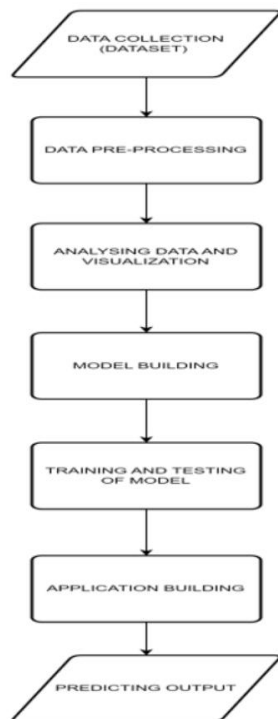 DATA COLLECTION
(DATASET)
DATA PRE-PROCESSING
ANALYSING DATA AND
VISUALIZATION
MODEL BUILDING
TRAINING AND TESTING
OF MODEL
APPLICATION BUILDING
PREDICTING OUTPUT